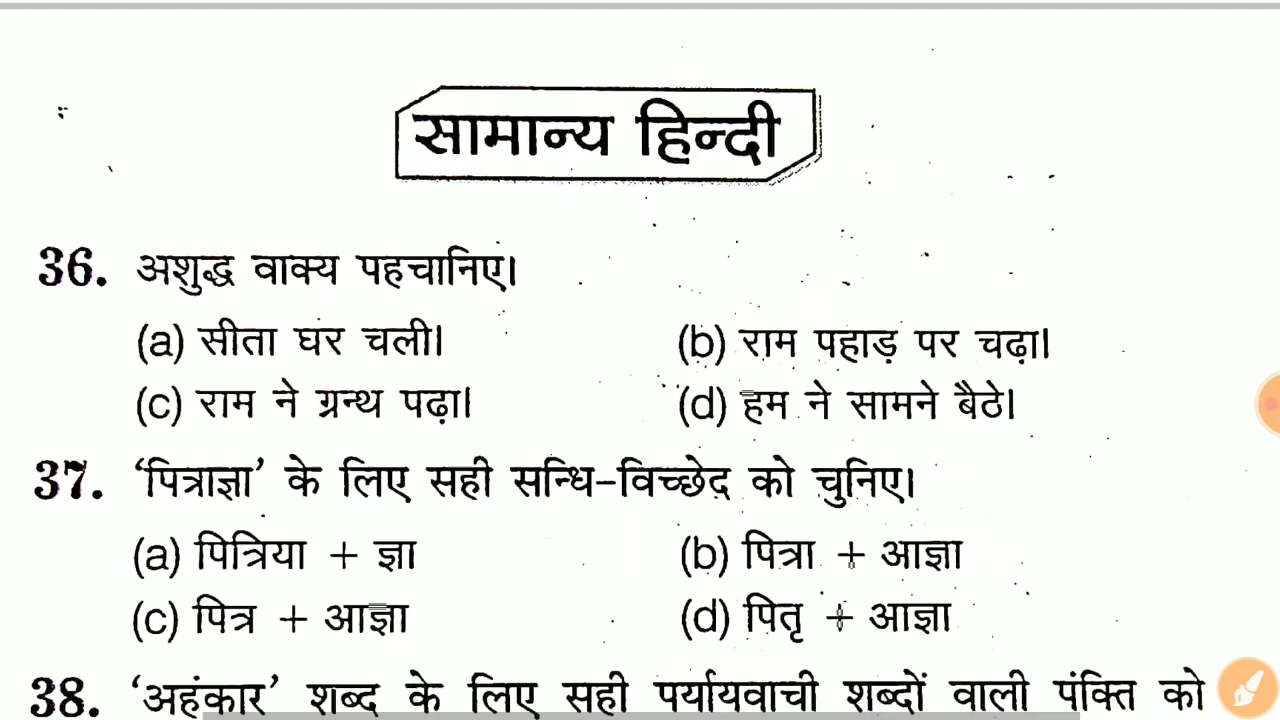 सामान्य हिन्दी
36. अशुद्ध वाक्य पहचानिए।
(a) सीता घर चली। (b) राम पहाड़ पर चढ़ा।
(c) राम ने ग्रन्थ पढ़ा। (d) हम ने सामने बैठे।
37. ‘पित्राज्ञा’ के लिए सही सन्धि-विच्छेद को चुनिए।
(a) पित्रिया + ज्ञा (b) पित्रा + आज्ञा
(c) पित्र + आज्ञा (d) पितृ + आज्ञा
38. ‘अहंकार’ शब्द के लिए सही पर्यायवाची शब्दों वाली पंक्ति को